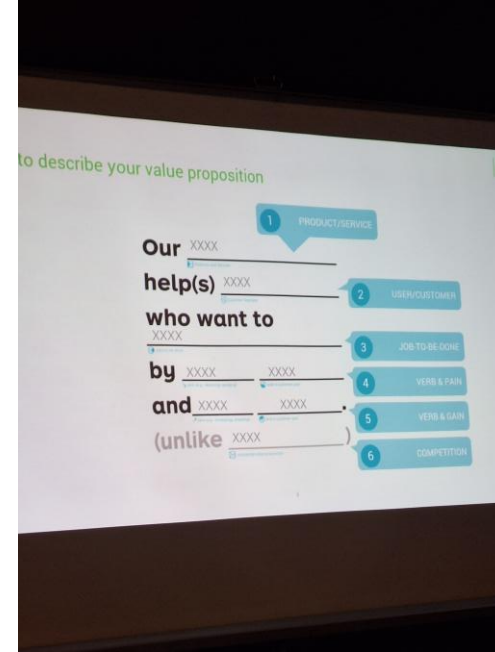 to describe your value proposition
1 PRODUCT/SERVICE
Our XXXX
help(s) XXXX
2 USER/CUSTOMER
who want to
XXXX
3 JOB-TO-BE-DONE
by XXXX XXXX
4 VERB & PAIN
and XXXX XXXX.
5 VERB & GAIN
(unlike XXXX)
6 COMPETITION